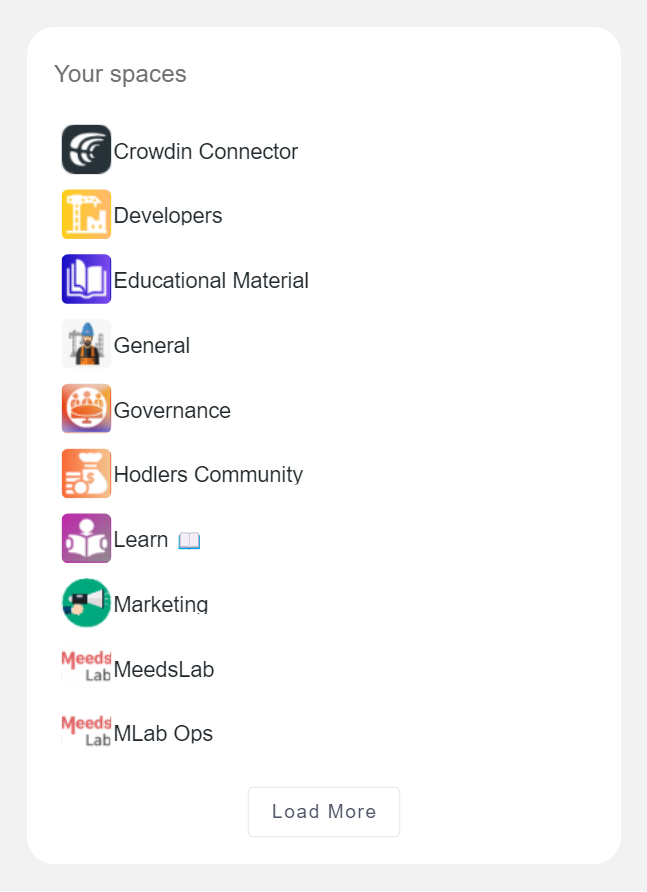 Your spaces
Crowdin Connector
Developers
Educational Material
General
Governance
Hodlers Community
Learn 📖
Marketing
Meeds
Lab
MeedsLab
Meeds
Lab
MLab Ops
Load More